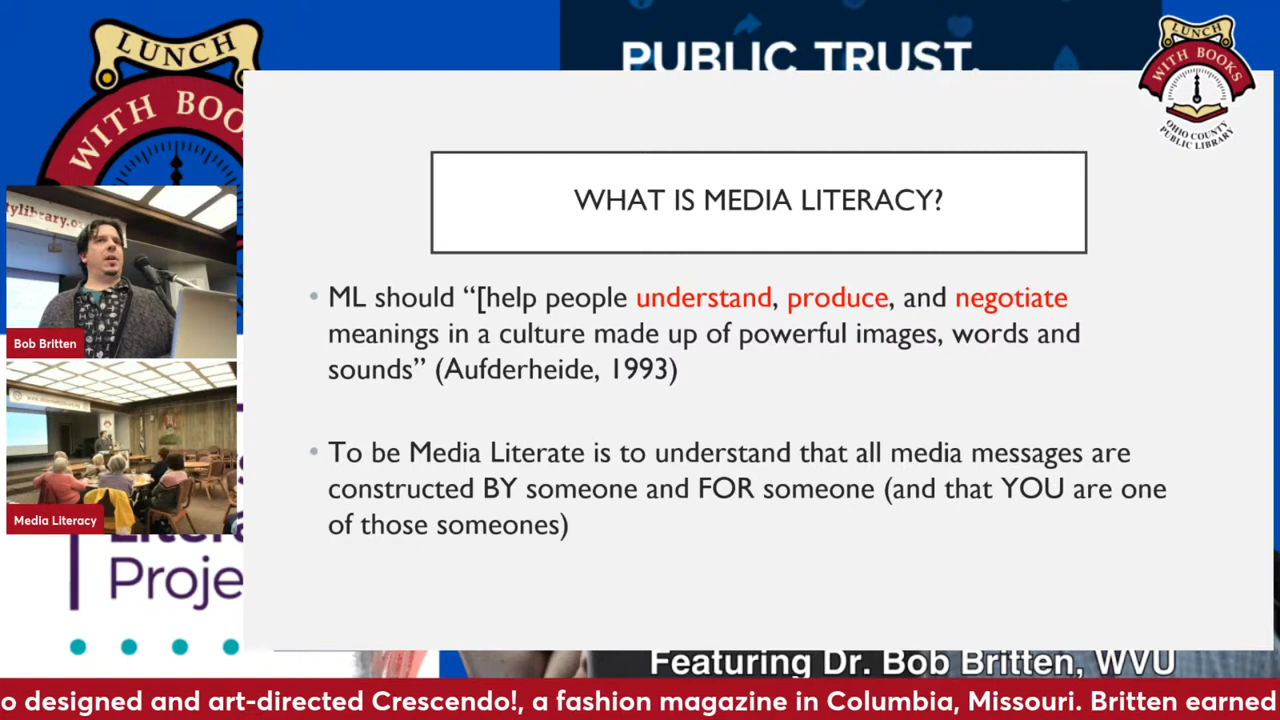 LUNCH
WITH BOO
PUBLIC TRUST.
LUNCH
WITH BOOKS
OHIO COUNTY
PUBLIC LIBRARY
WHAT IS MEDIA LITERACY?
• ML should “[help people understand, produce, and negotiate
meanings in a culture made up of powerful images, words and
sounds” (Aufderheide, 1993)
• To be Media Literate is to understand that all media messages are
constructed BY someone and FOR someone (and that YOU are one
of those someones)
tylibrary.o
Bob Britten
Media Literacy
Proje
Featuring Dr. Bob Britten, WVU
o designed and art-directed Crescendo!, a fashion magazine in Columbia, Missouri. Britten earned